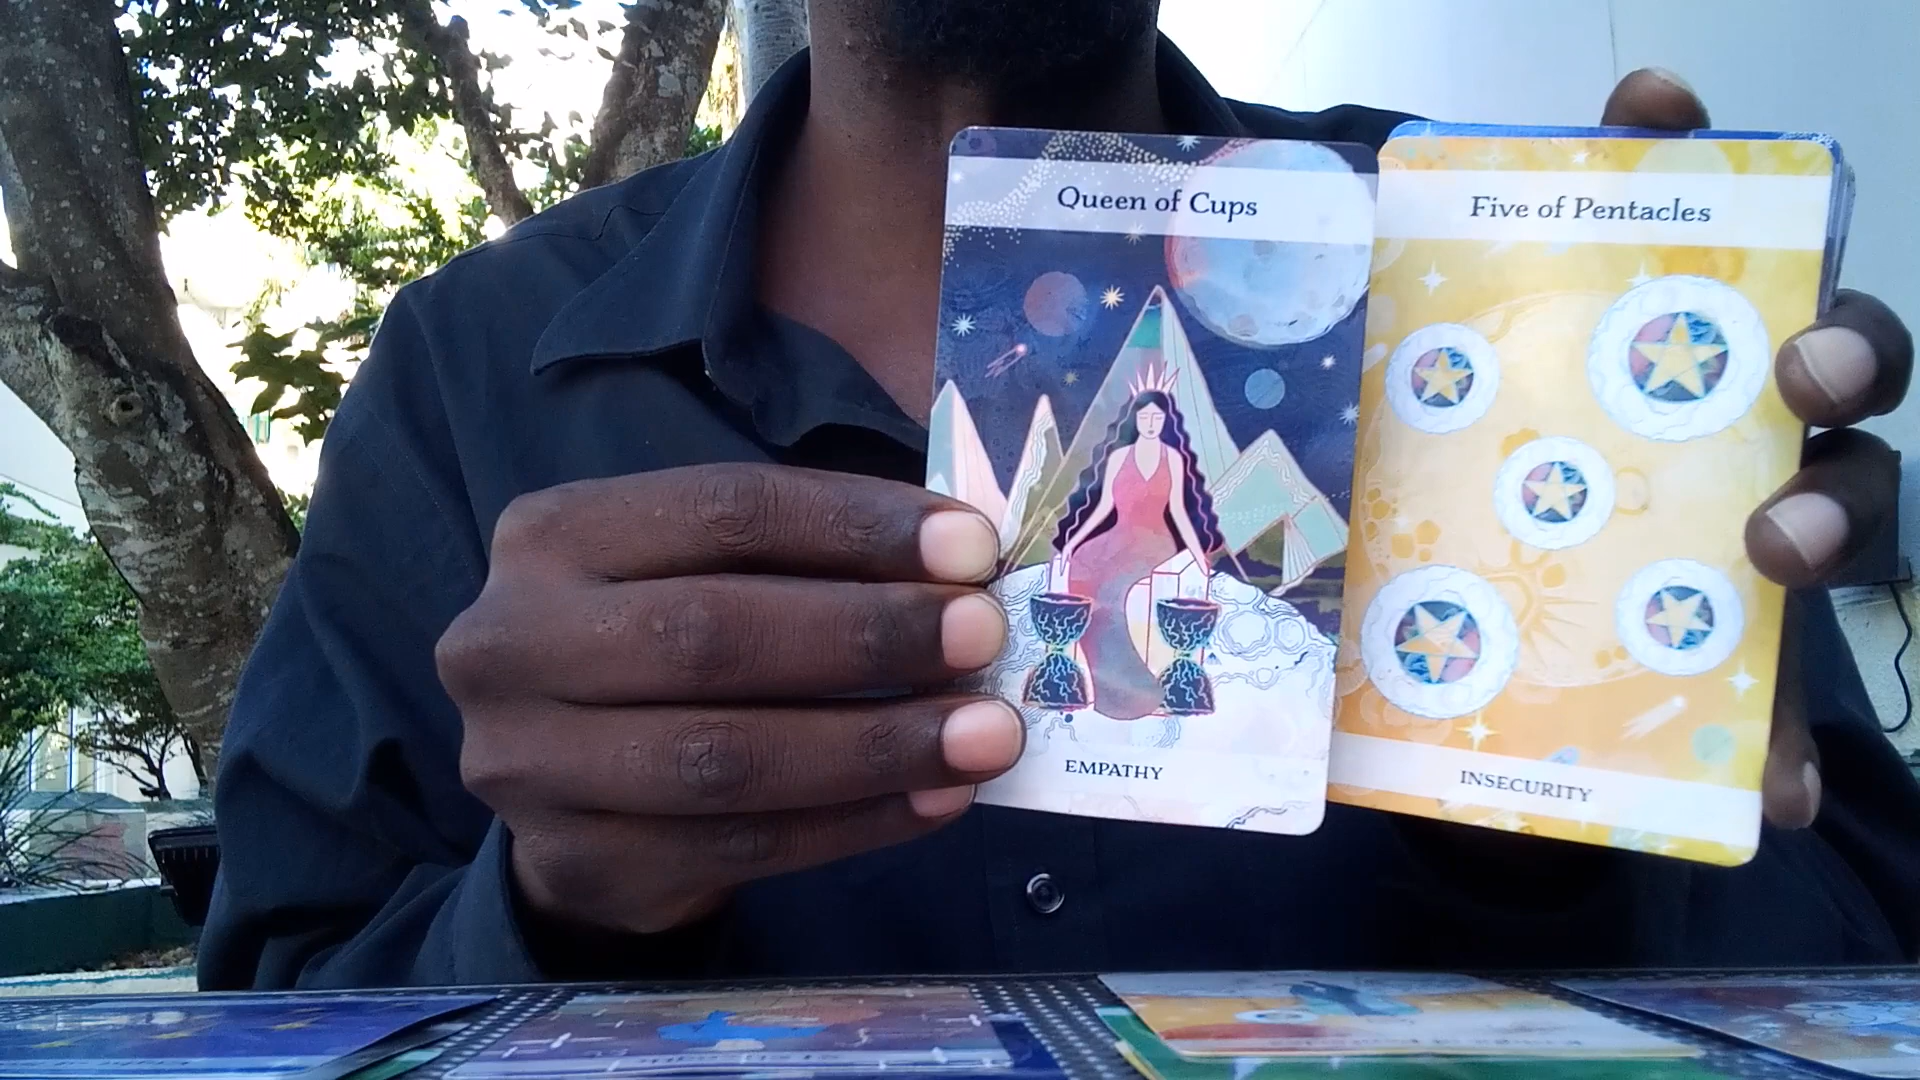 Queen of Cups
EMPATHY
Five of Pentacles
INSECURITY